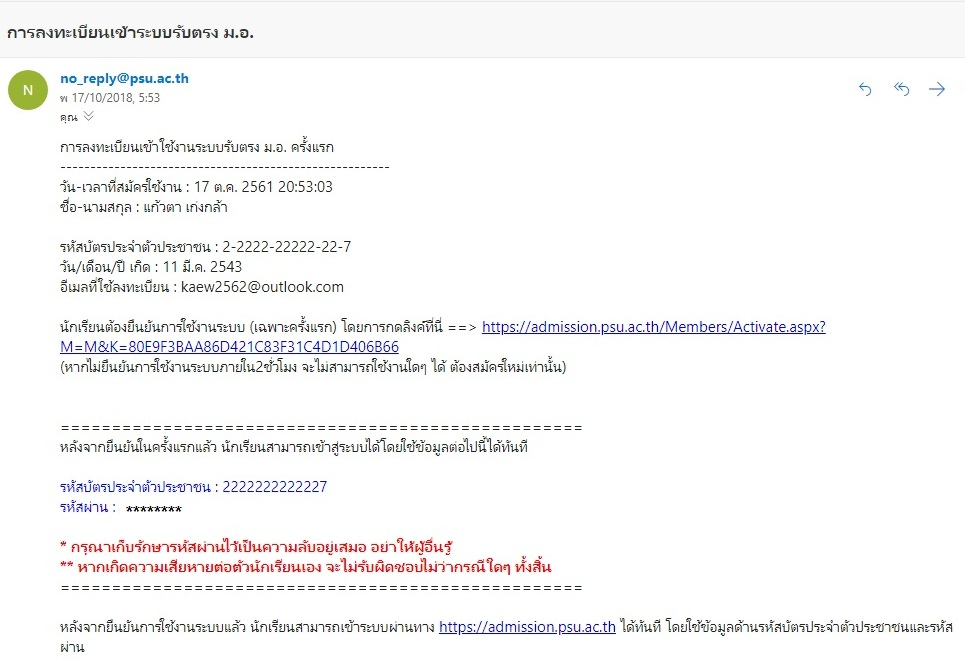 การลงทะเบียนเข้าระบบรับตรง ม.อ.
N
no_reply@psu.ac.th
พ 17/10/2018, 5:53
คุณ
การลงทะเบียนเข้าใช้งานระบบรับตรง ม.อ. ครั้งแรก
-------------------------------------------------------
วัน-เวลาที่สมัครใช้งาน : 17 ต.ค. 2561 20:53:03
ชื่อ-นามสกุล : แก้วตา เก่งกล้า
รหัสบัตรประจำตัวประชาชน : 2-2222-22222-22-7
วัน/เดือน/ปี เกิด : 11 มี.ค. 2543
อีเมลที่ใช้ลงทะเบียน : kaew2562@outlook.com
นักเรียนต้องยืนยันการใช้งานระบบ (เฉพาะครั้งแรก) โดยการกดลิงค์ที่นี่ ==> https://admission.psu.ac.th/Members/Activate.aspx?
M=M&K=80E9F3BAA86D421C83F31C4D1D406B66
(หากไม่ยืนยันการใช้งานระบบภายใน2ชั่วโมง จะไม่สามารถใช้งานใดๆ ได้ ต้องสมัครใหม่เท่านั้น)
===================================================
หลังจากยืนยันในครั้งแรกแล้ว นักเรียนสามารถเข้าสู่ระบบได้โดยใช้ข้อมูลต่อไปนี้ได้ทันที
รหัสบัตรประจำตัวประชาชน : 2222222222227
รหัสผ่าน : ********
* กรุณาเก็บรักษารหัสผ่านไว้เป็นความลับอยู่เสมอ อย่าให้ผู้อื่นรู้
** หากเกิดความเสียหายต่อตัวนักเรียนเอง จะไม่รับผิดชอบไม่ว่ากรณีใดๆ ทั้งสิ้น
===================================================
หลังจากยืนยันการใช้งานระบบแล้ว นักเรียนสามารถเข้าระบบผ่านทาง https://admission.psu.ac.th ได้ทันที โดยใช้ข้อมูลด้านรหัสบัตรประจำตัวประชาชนและรหัส
ผ่าน